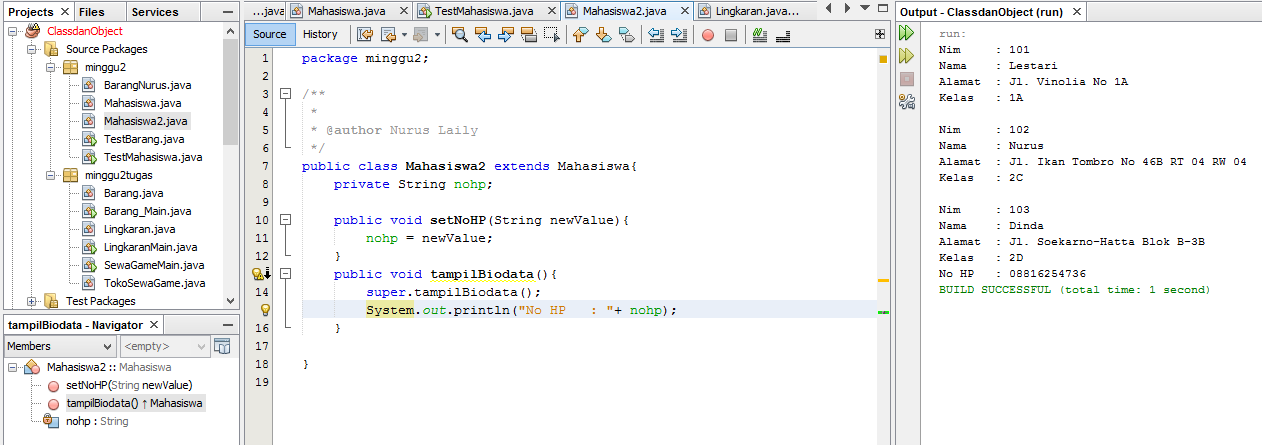 Projects Files Services
ClassdanObject
Source Packages
minggu2
BarangNurus.java
Mahasiswa.java
Mahasiswa2.java
TestBarang.java
TestMahasiswa.java
minggu2tugas
Barang.java
Barang_Main.java
Lingkaran.java
LingkaranMain.java
SewaGameMain.java
TokoSewaGame.java
Test Packages
tampilBiodata - Navigator
Members <empty>
Mahasiswa2 :: Mahasiswa
setNoHP(String newValue)
tampilBiodata() ↑ Mahasiswa
nohp : String
...java Mahasiswa.java TestMahasiswa.java Mahasiswa2.java Lingkaran.java...
Source History
1 package minggu2;
2
3 /**
4 *
5 * @author Nurus Laily
6 */
7 public class Mahasiswa2 extends Mahasiswa{
8 private String nohp;
9
10 public void setNoHP(String newValue){
11 nohp = newValue;
12 }
public void tampilBiodata(){
14 super.tampilBiodata();
System.out.println("No HP   : "+ nohp);
16 }
17
18 }
19
Output - ClassdanObject (run)
run:
Nim : 101
Nama : Lestari
Alamat : Jl. Vinolia No 1A
Kelas : 1A
Nim : 102
Nama : Nurus
Alamat : Jl. Ikan Tombro No 46B RT 04 RW 04
Kelas : 2C
Nim : 103
Nama : Dinda
Alamat : Jl. Soekarno-Hatta Blok B-3B
Kelas : 2D
No HP : 08816254736
BUILD SUCCESSFUL (total time: 1 second)